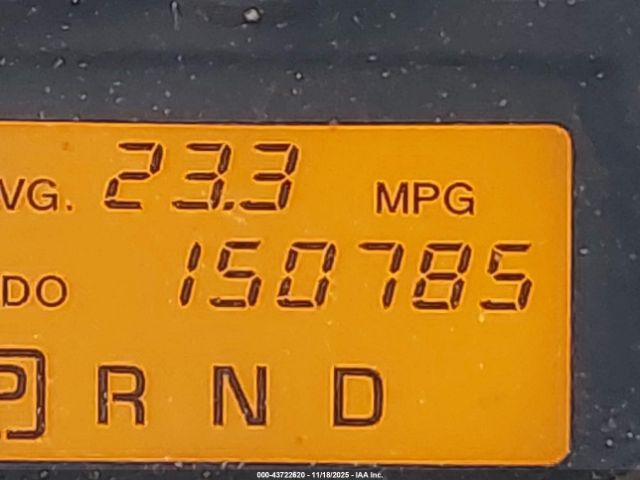 VG. 23.3 MPG
DO 150785
P R N D
000-43722620 - 11/18/2025 - IAA Inc.